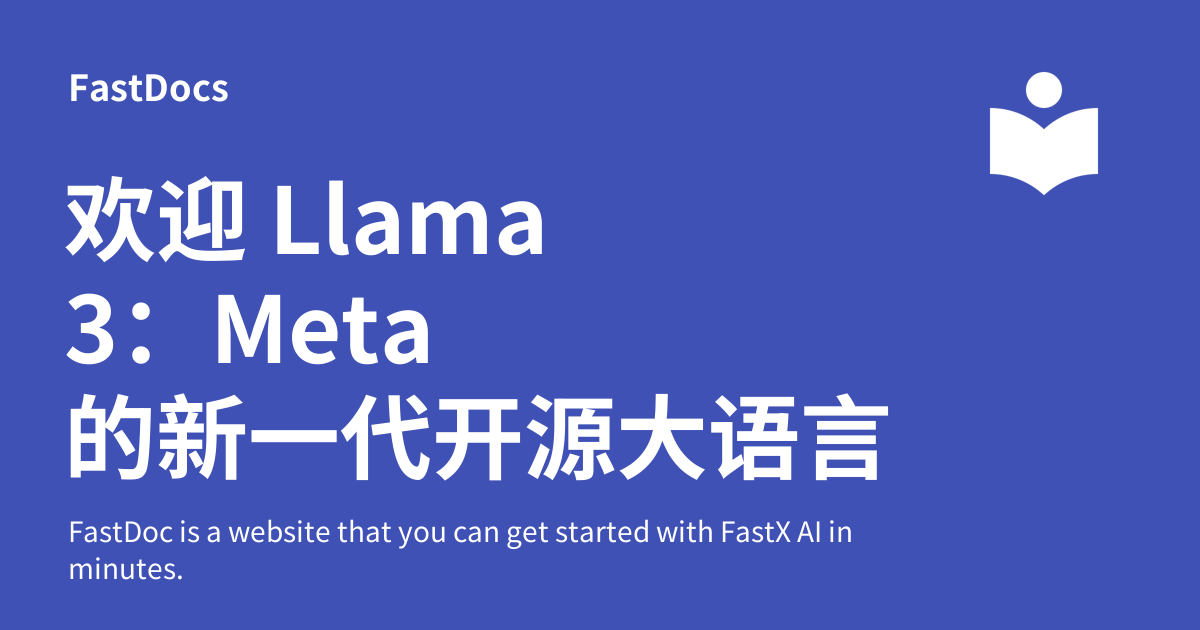 FastDocs
欢迎 Llama
3：Meta
的新一代开源大语言
FastDoc is a website that you can get started with FastX AI in
minutes.